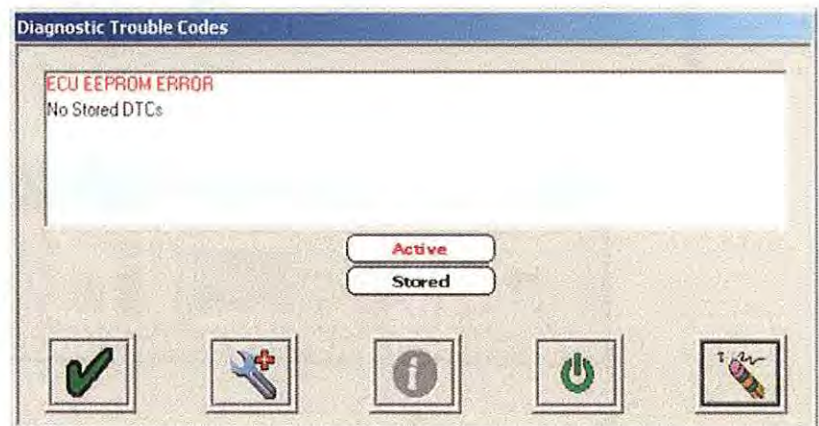 Diagnostic Trouble Codes
ECU EEPROM ERROR
No Stored DTCs
Active
Stored